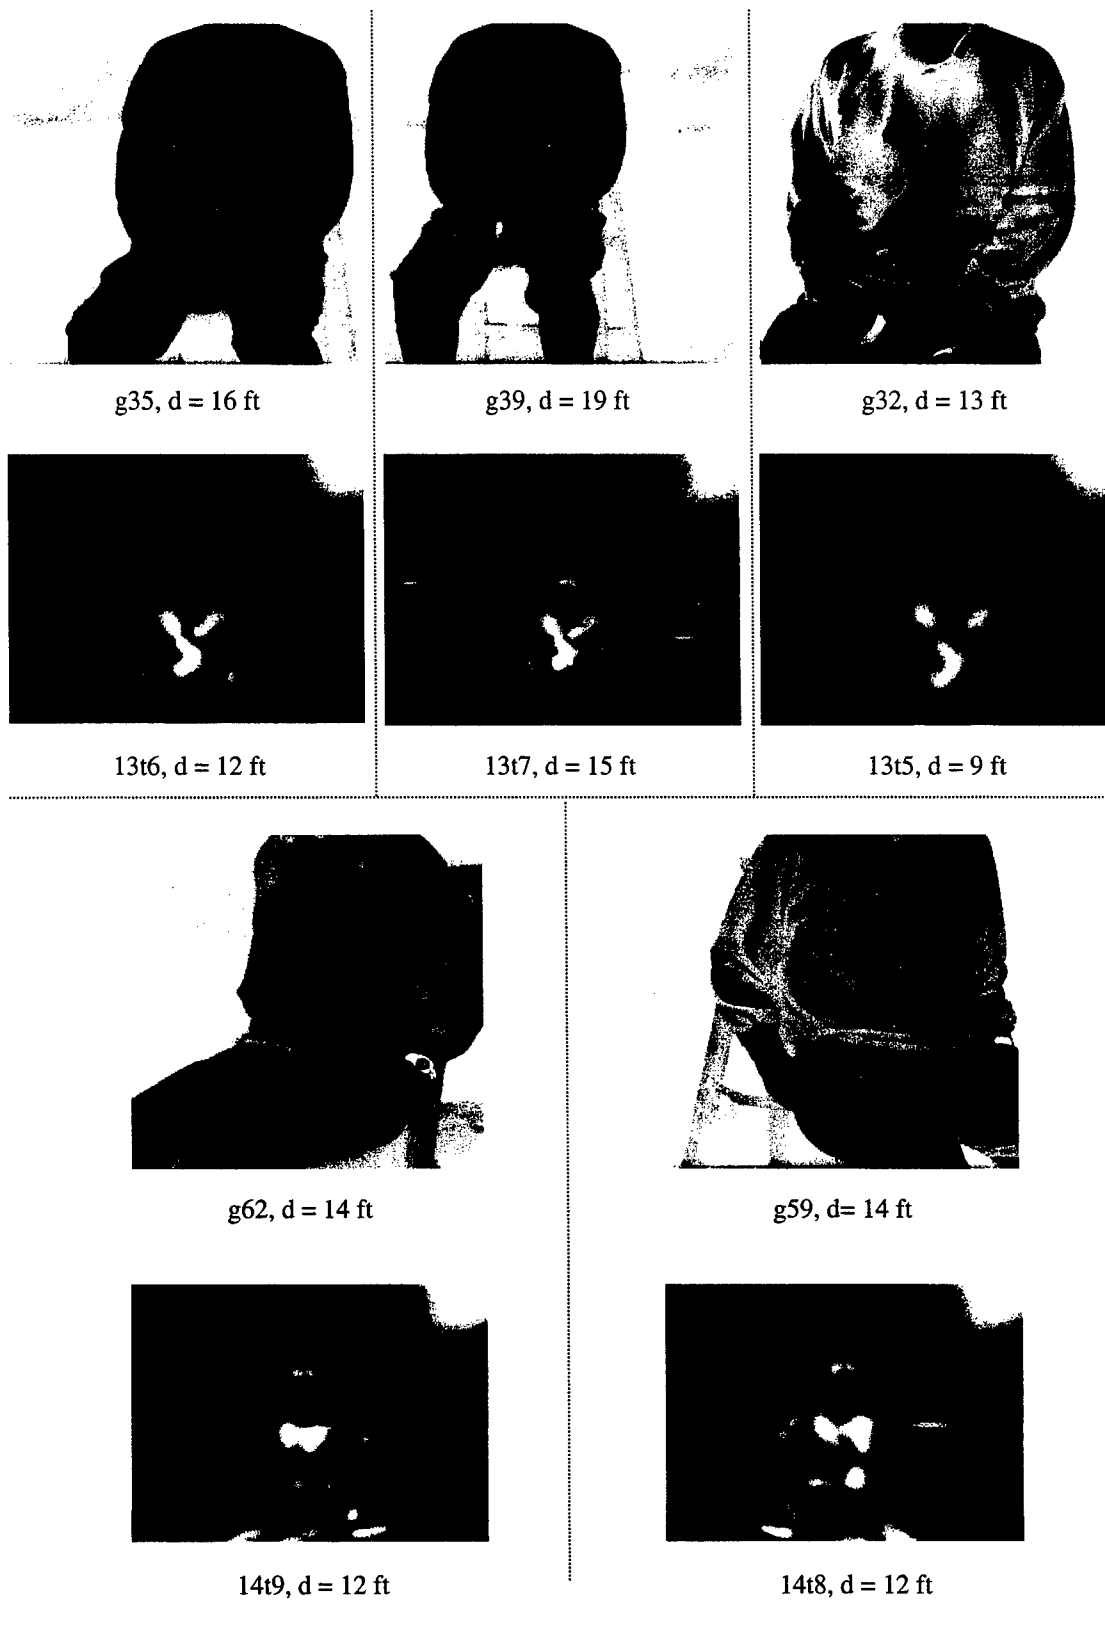 g35, d = 16 ft
g39, d = 19 ft
g32, d = 13 ft
13t6, d = 12 ft
13t7, d = 15 ft
13t5, d = 9 ft
g62, d = 14 ft
g59, d= 14 ft
14t9, d = 12 ft
14t8, d = 12 ft